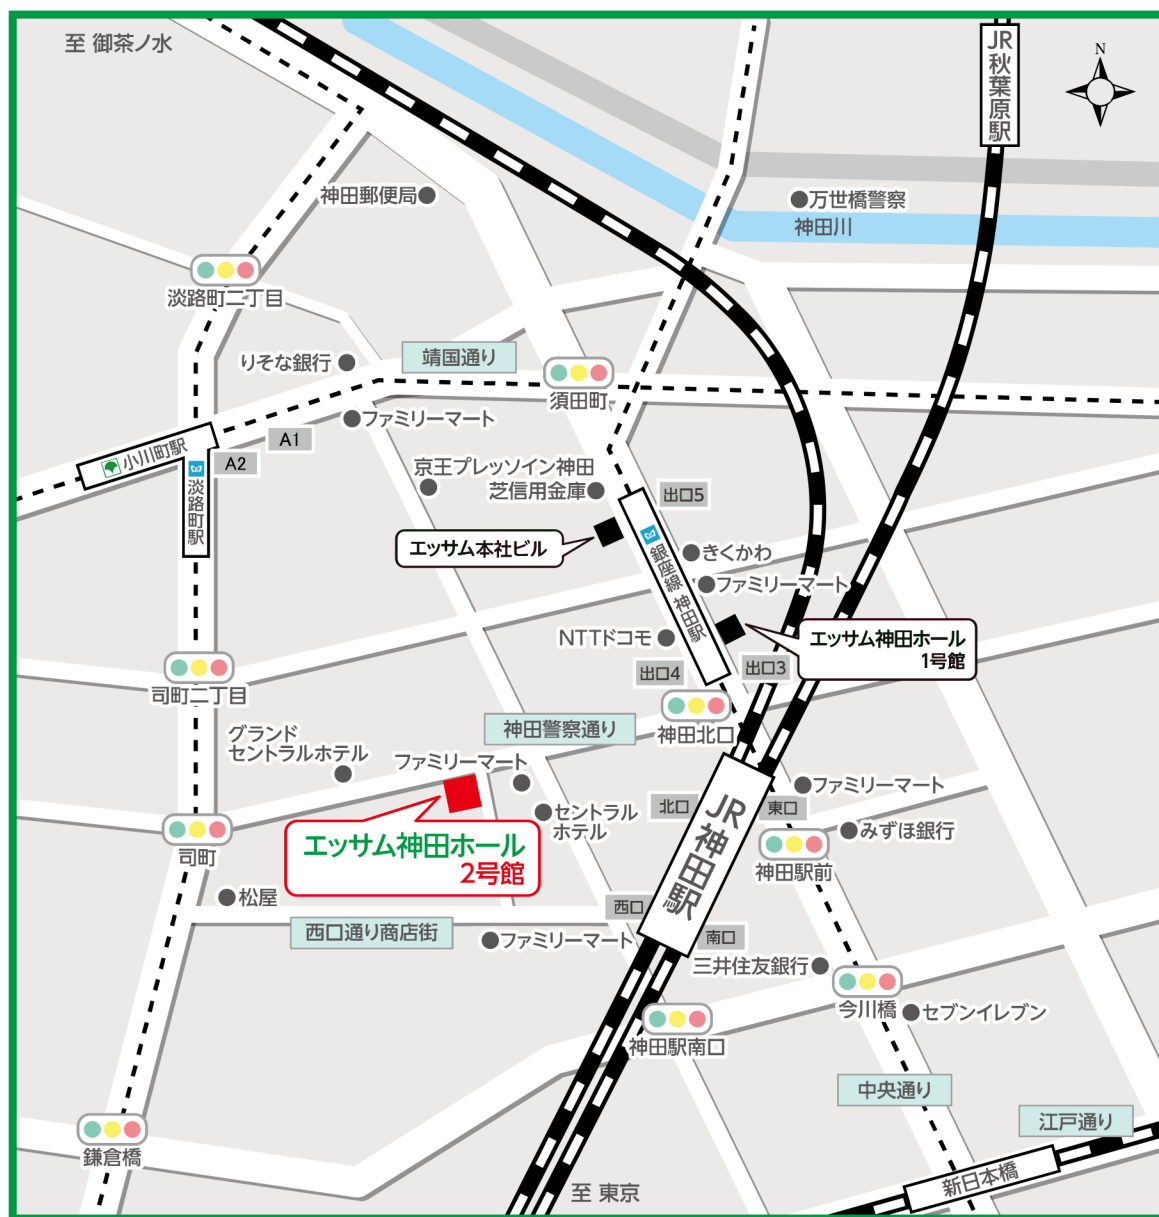 至 御茶ノ水
JR秋葉原駅
N
神田郵便局
万世橋警察
神田川
淡路町二丁目
りそな銀行
靖国通り
須田町
ファミリーマート
A1
小川町駅
A2
淡路町駅
京王プレッソイン神田
芝信用金庫
出口5
エッサム本社ビル
銀座線 神田駅
きくかわ
ファミリーマート
NTTドコモ
エッサム神田ホール
1号館
出口4
出口3
司町二丁目
神田警察通り
神田北口
グランド
セントラルホテル
ファミリーマート
セントラル
ホテル
北口
東口
ファミリーマート
みずほ銀行
JR神田駅
神田駅前
司町
エッサム神田ホール
2号館
松屋
西口
西口通り商店街
ファミリーマート
南口
三井住友銀行
今川橋
セブンイレブン
神田駅南口
中央通り
江戸通り
鎌倉橋
新日本橋
至 東京